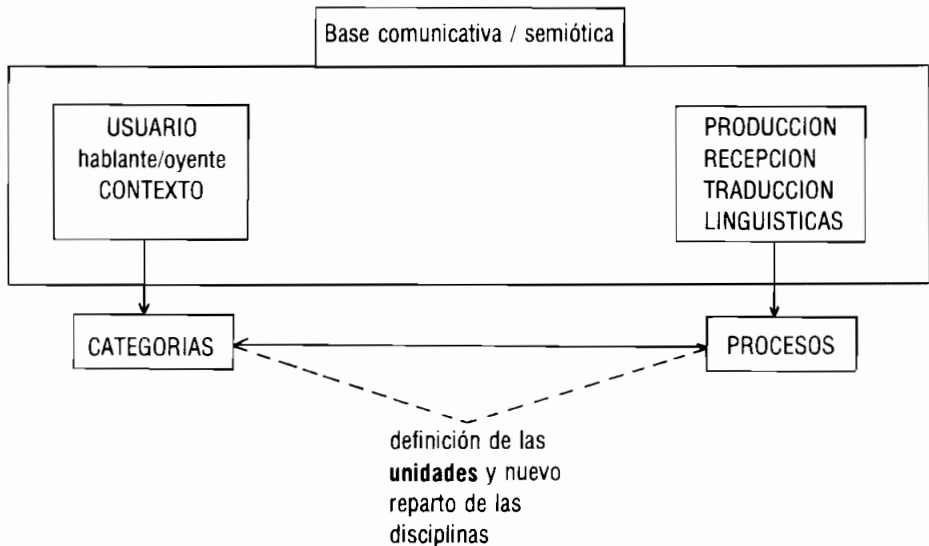 Base comunicativa / semiótica
USUARIO
hablante/oyente
CONTEXTO
PRODUCCION
RECEPCION
TRADUCCION
LINGUISTICAS
CATEGORIAS
PROCESOS
definición de las
unidades y nuevo
reparto de las
disciplinas